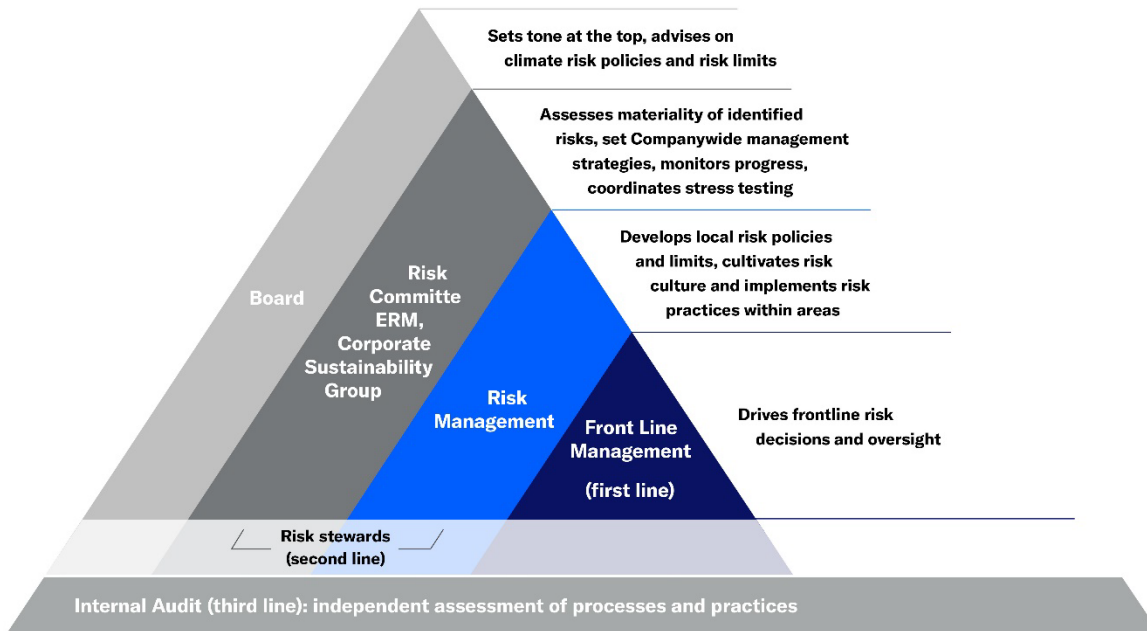 Sets tone at the top, advises on
climate risk policies and risk limits
Assesses materiality of identified
risks, set Companywide management
strategies, monitors progress,
coordinates stress testing
Develops local risk policies
and limits, cultivates risk
culture and implements risk
practices within areas
Drives frontline risk
decisions and oversight
Board
Risk
Committe
ERM,
Corporate
Sustainability
Group
Risk
Management
Front Line
Management
(first line)
Risk stewards
(second line)
Internal Audit (third line): independent assessment of processes and practices